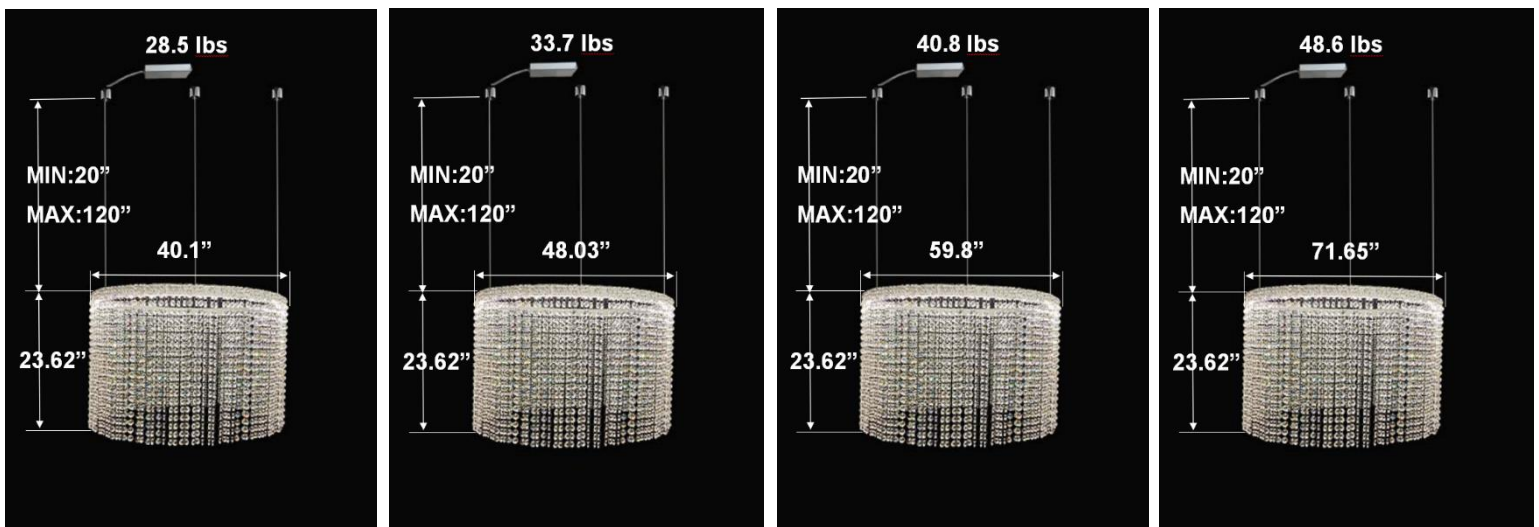 28.5 lbs
MIN:20”
MAX:120”
40.1”
23.62”
33.7 lbs
MIN:20”
MAX:120”
48.03”
23.62”
40.8 lbs
MIN:20”
MAX:120”
59.8”
23.62”
48.6 lbs
MIN:20”
MAX:120”
71.65”
23.62”